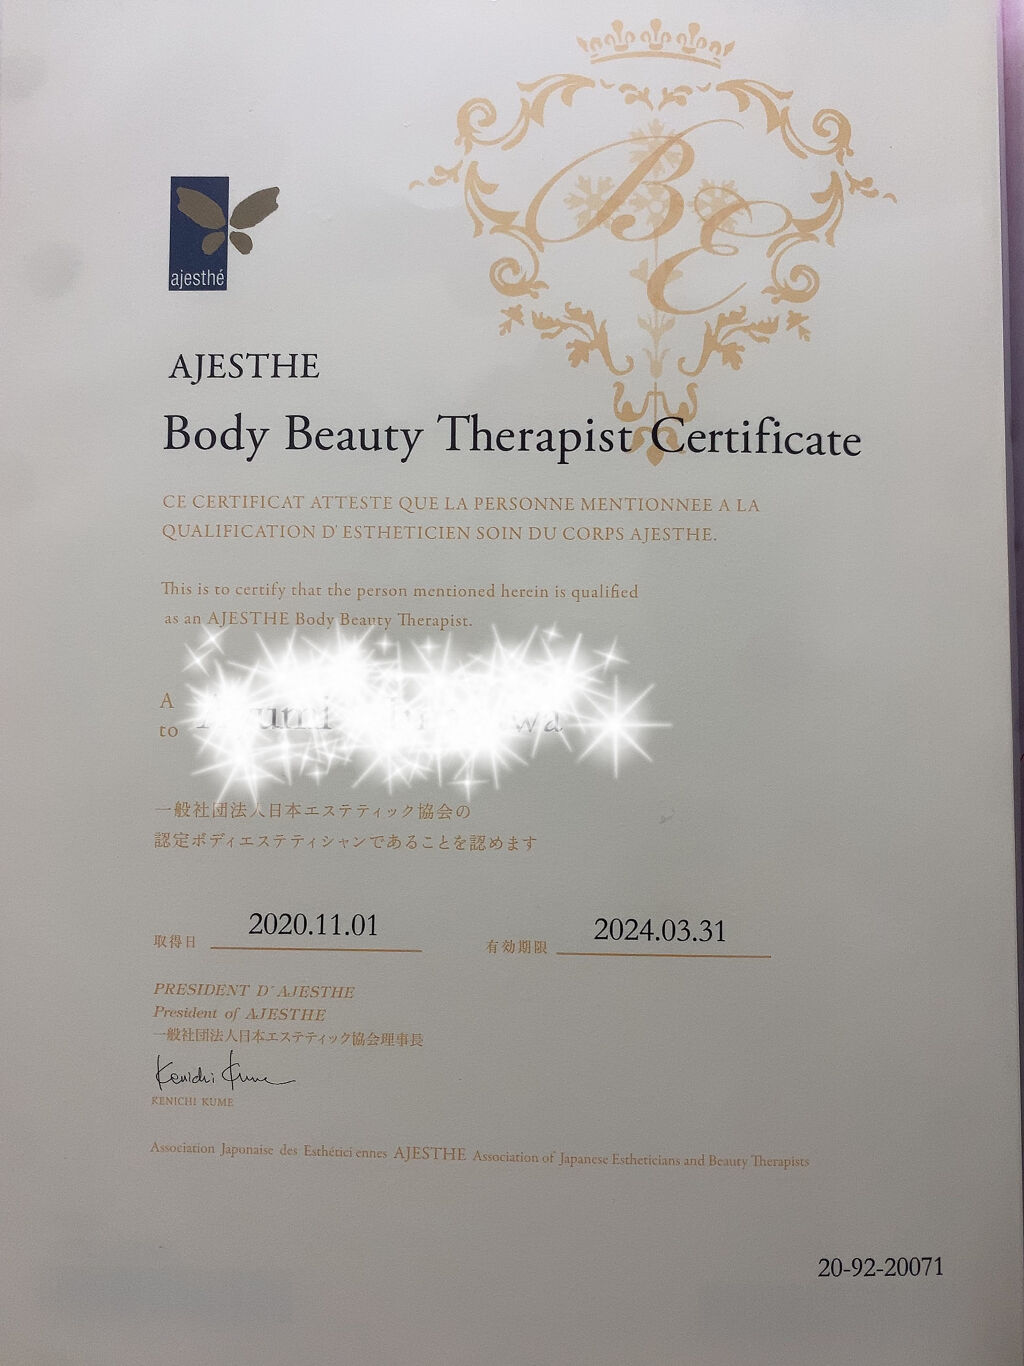 BE
ajesthé
AJESTHE
Body Beauty Therapist Certificate
CE CERTIFICAT ATTESTE QUE LA PERSONNE MENTIONNEE A LA
QUALIFICATION D' ESTHETICIEN SOIN DU CORPS AJESTHE.
This is to certify that the person mentioned herein is qualified
as an AJESTHE Body Beauty Therapist.
A
to
一般社団法人日本エステティック協会の
認定ボディエステティシャンであることを認めます
取得日 2020.11.01 有効期限 2024.03.31
PRESIDENT D'AJESTHE
President of AJESTHE
一般社団法人日本エステティック協会理事長
Kenichi Kume
KENICHI KUME
Association Japonaise des Esthétici ennes AJESTHE Association of Japanese Estheticians and Beauty Therapists
20-92-20071